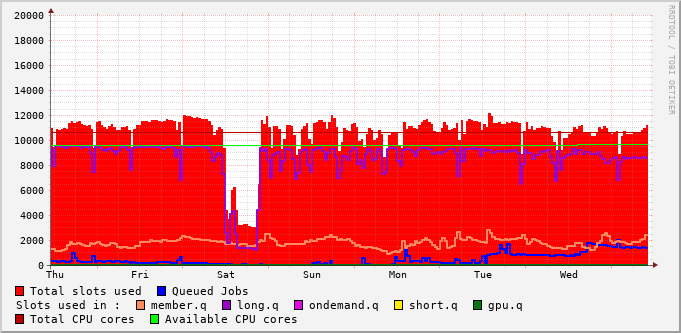 20000
18000
16000
14000
12000
10000
8000
6000
4000
2000
0
Thu Fri Sat Sun Mon Tue Wed
RRDTOOL / TOBI OETIKER
Total slots used Queued Jobs
Slots used in : member.q long.q ondemand.q short.q gpu.q
Total CPU cores Available CPU cores